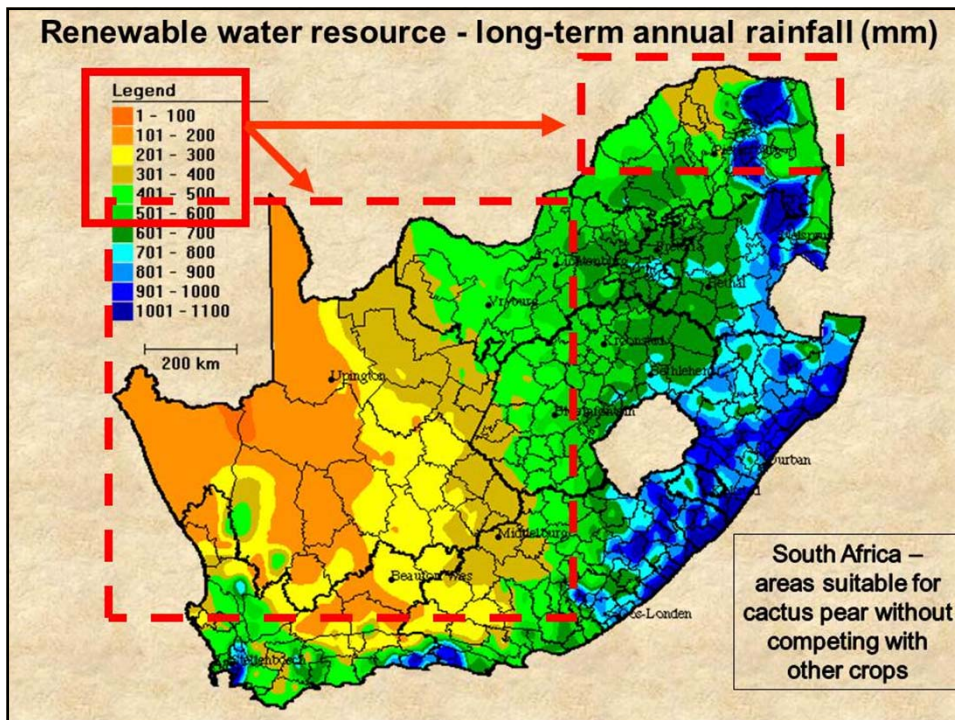 Renewable water resource - long-term annual rainfall (mm)
Legend
1 - 100
101 - 200
201 - 300
301 - 400
401 - 500
501 - 600
601 - 700
701 - 800
801 - 900
901 - 1000
1001 - 1100
200 km
Lichtenburg
Bethal
Vryburg
Upington
Bethlehem
Durban
Middelburg
Beaufort Wes
South Africa –
areas suitable for
cactus pear without
competing with
other crops